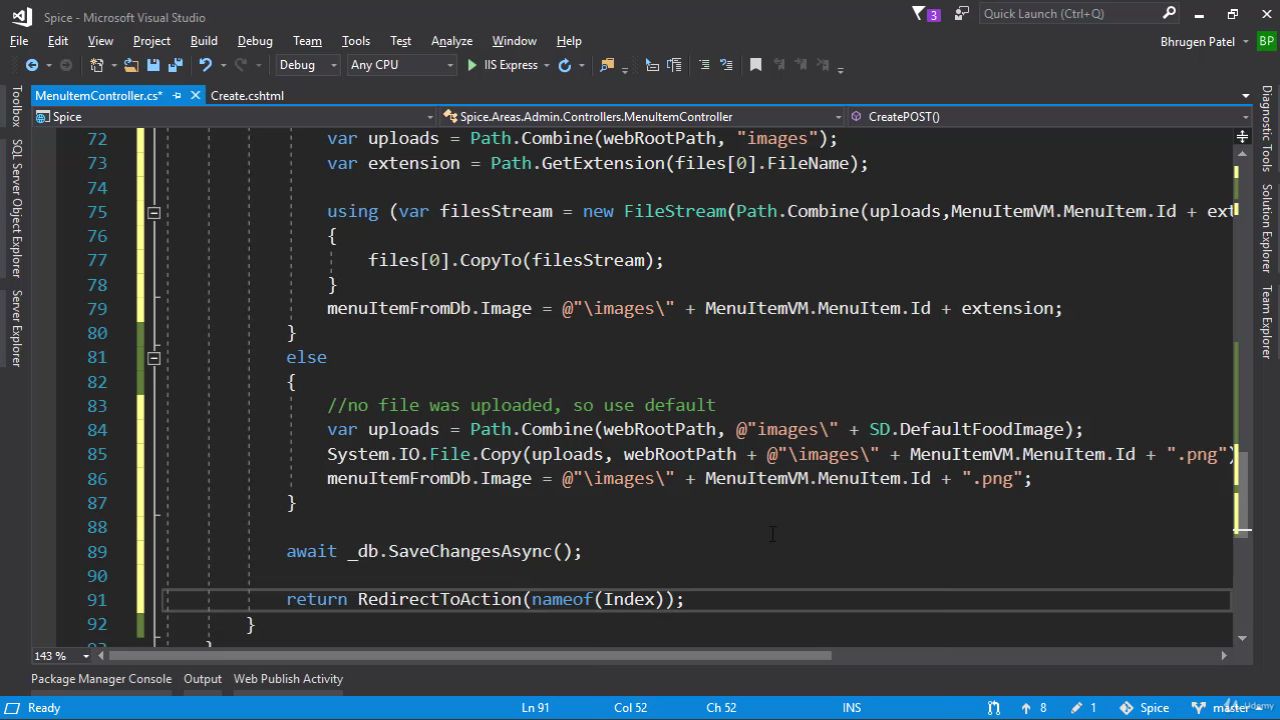 Spice - Microsoft Visual Studio
3
Quick Launch (Ctrl+Q)
File Edit View Project Build Debug Team Tools Test Analyze Window Help
Bhrugen Patel BP
Debug Any CPU IIS Express
MenuItemController.cs* Create.cshtml
Spice Spice.Areas.Admin.Controllers.MenuItemController CreatePOST()
72 var uploads = Path.Combine(webRootPath, "images");
73 var extension = Path.GetExtension(files[0].FileName);
74
75 using (var filesStream = new FileStream(Path.Combine(uploads,MenuItemVM.MenuItem.Id + ext
76 {
77 files[0].CopyTo(filesStream);
78 }
79 menuItemFromDb.Image = @"\images\" + MenuItemVM.MenuItem.Id + extension;
80 }
81 else
82 {
83 //no file was uploaded, so use default
84 var uploads = Path.Combine(webRootPath, @"images\" + SD.DefaultFoodImage);
85 System.IO.File.Copy(uploads, webRootPath + @"\images\" + MenuItemVM.MenuItem.Id + ".png")
86 menuItemFromDb.Image = @"\images\" + MenuItemVM.MenuItem.Id + ".png";
87 }
88
89 await _db.SaveChangesAsync();
90
91 return RedirectToAction(nameof(Index));
92 }
Toolbox
SQL Server Object Explorer
Server Explorer
Diagnostic Tools
Solution Explorer
Team Explorer
143 %
Package Manager Console Output Web Publish Activity
Ready Ln 91 Col 52 Ch 52 INS 8 1 Spice master
Udemy